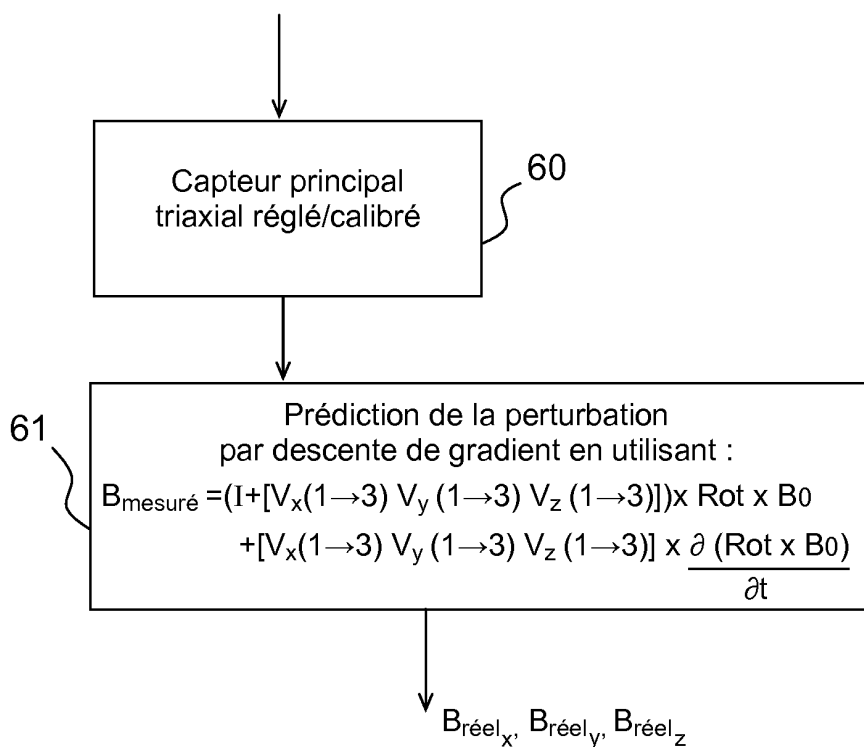 Capteur principal
triaxial réglé/calibré
60
61
Prédiction de la perturbation
par descente de gradient en utilisant :
B_mesuré =(I+[V_x(1→3) V_y (1→3) V_z (1→3)])x Rot x B0
+[V_x(1→3) V_y (1→3) V_z (1→3)] x ∂ (Rot x B0)
∂t
B_réel_x, B_réel_y, B_réel_z